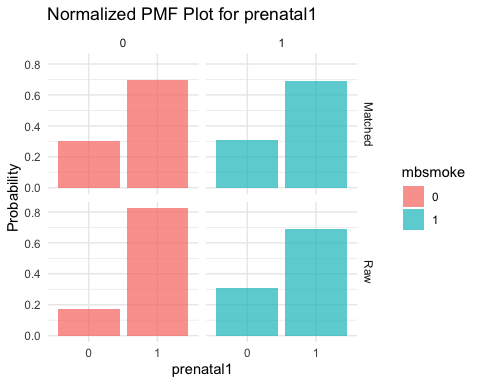 Normalized PMF Plot for prenatal1
0 1
0.8
0.6
0.4
0.2
0.0
Matched
0.8
0.6
0.4
0.2
0.0
Raw
Probability
0 1 0 1
prenatal1
mbsmoke
0
1